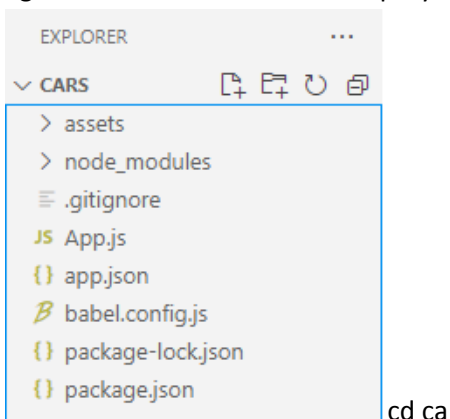 EXPLORER ...
CARS
assets
node_modules
.gitignore
JS App.js
{} app.json
babel.config.js
{} package-lock.json
{} package.json
cd ca